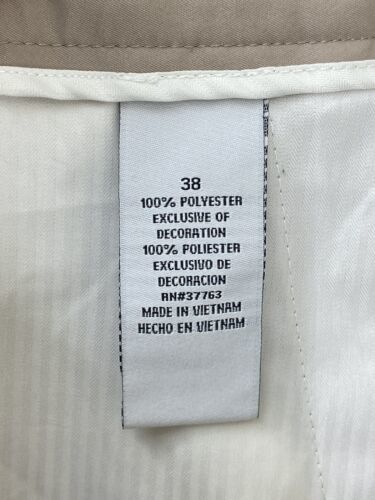 38
100% POLYESTER
EXCLUSIVE OF
DECORATION
100% POLIESTER
EXCLUSIVO DE
DECORACION
RN#37763
MADE IN VIETNAM
HECHO EN VIETNAM